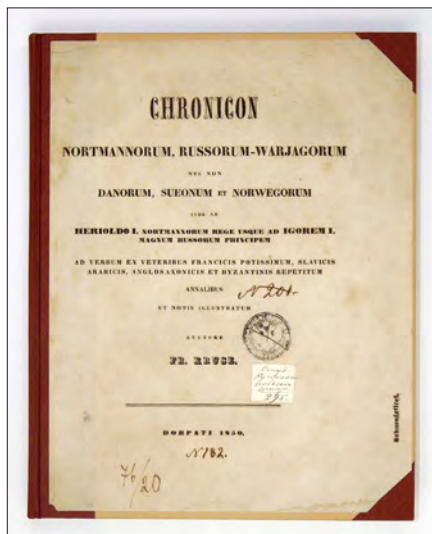 CHRONICON
NORTMANNORUM, RUSSORUM-WARJAGORUM
NEC NON
DANORUM, SUEONUM ET NORWEGORUM
INDE AB
HERIOLDO I. NORTMANNORUM REGE USQUE AD IGOREM I.
MAGNUM RUSSORUM PRINCIPEM
AD VERBUM EX VETERIBUS FRANCICIS POTISSIMUM, SLAVICIS
ARABICIS, ANGLOSAXONICIS ET BYZANTINIS REPETITUM
ANNALIBUS
N 201.
ET NOTIS ILLUSTRATUM
AUCTORE
FR. KRUSE.
295.
DORPATI 1850.
N 182.
76/20